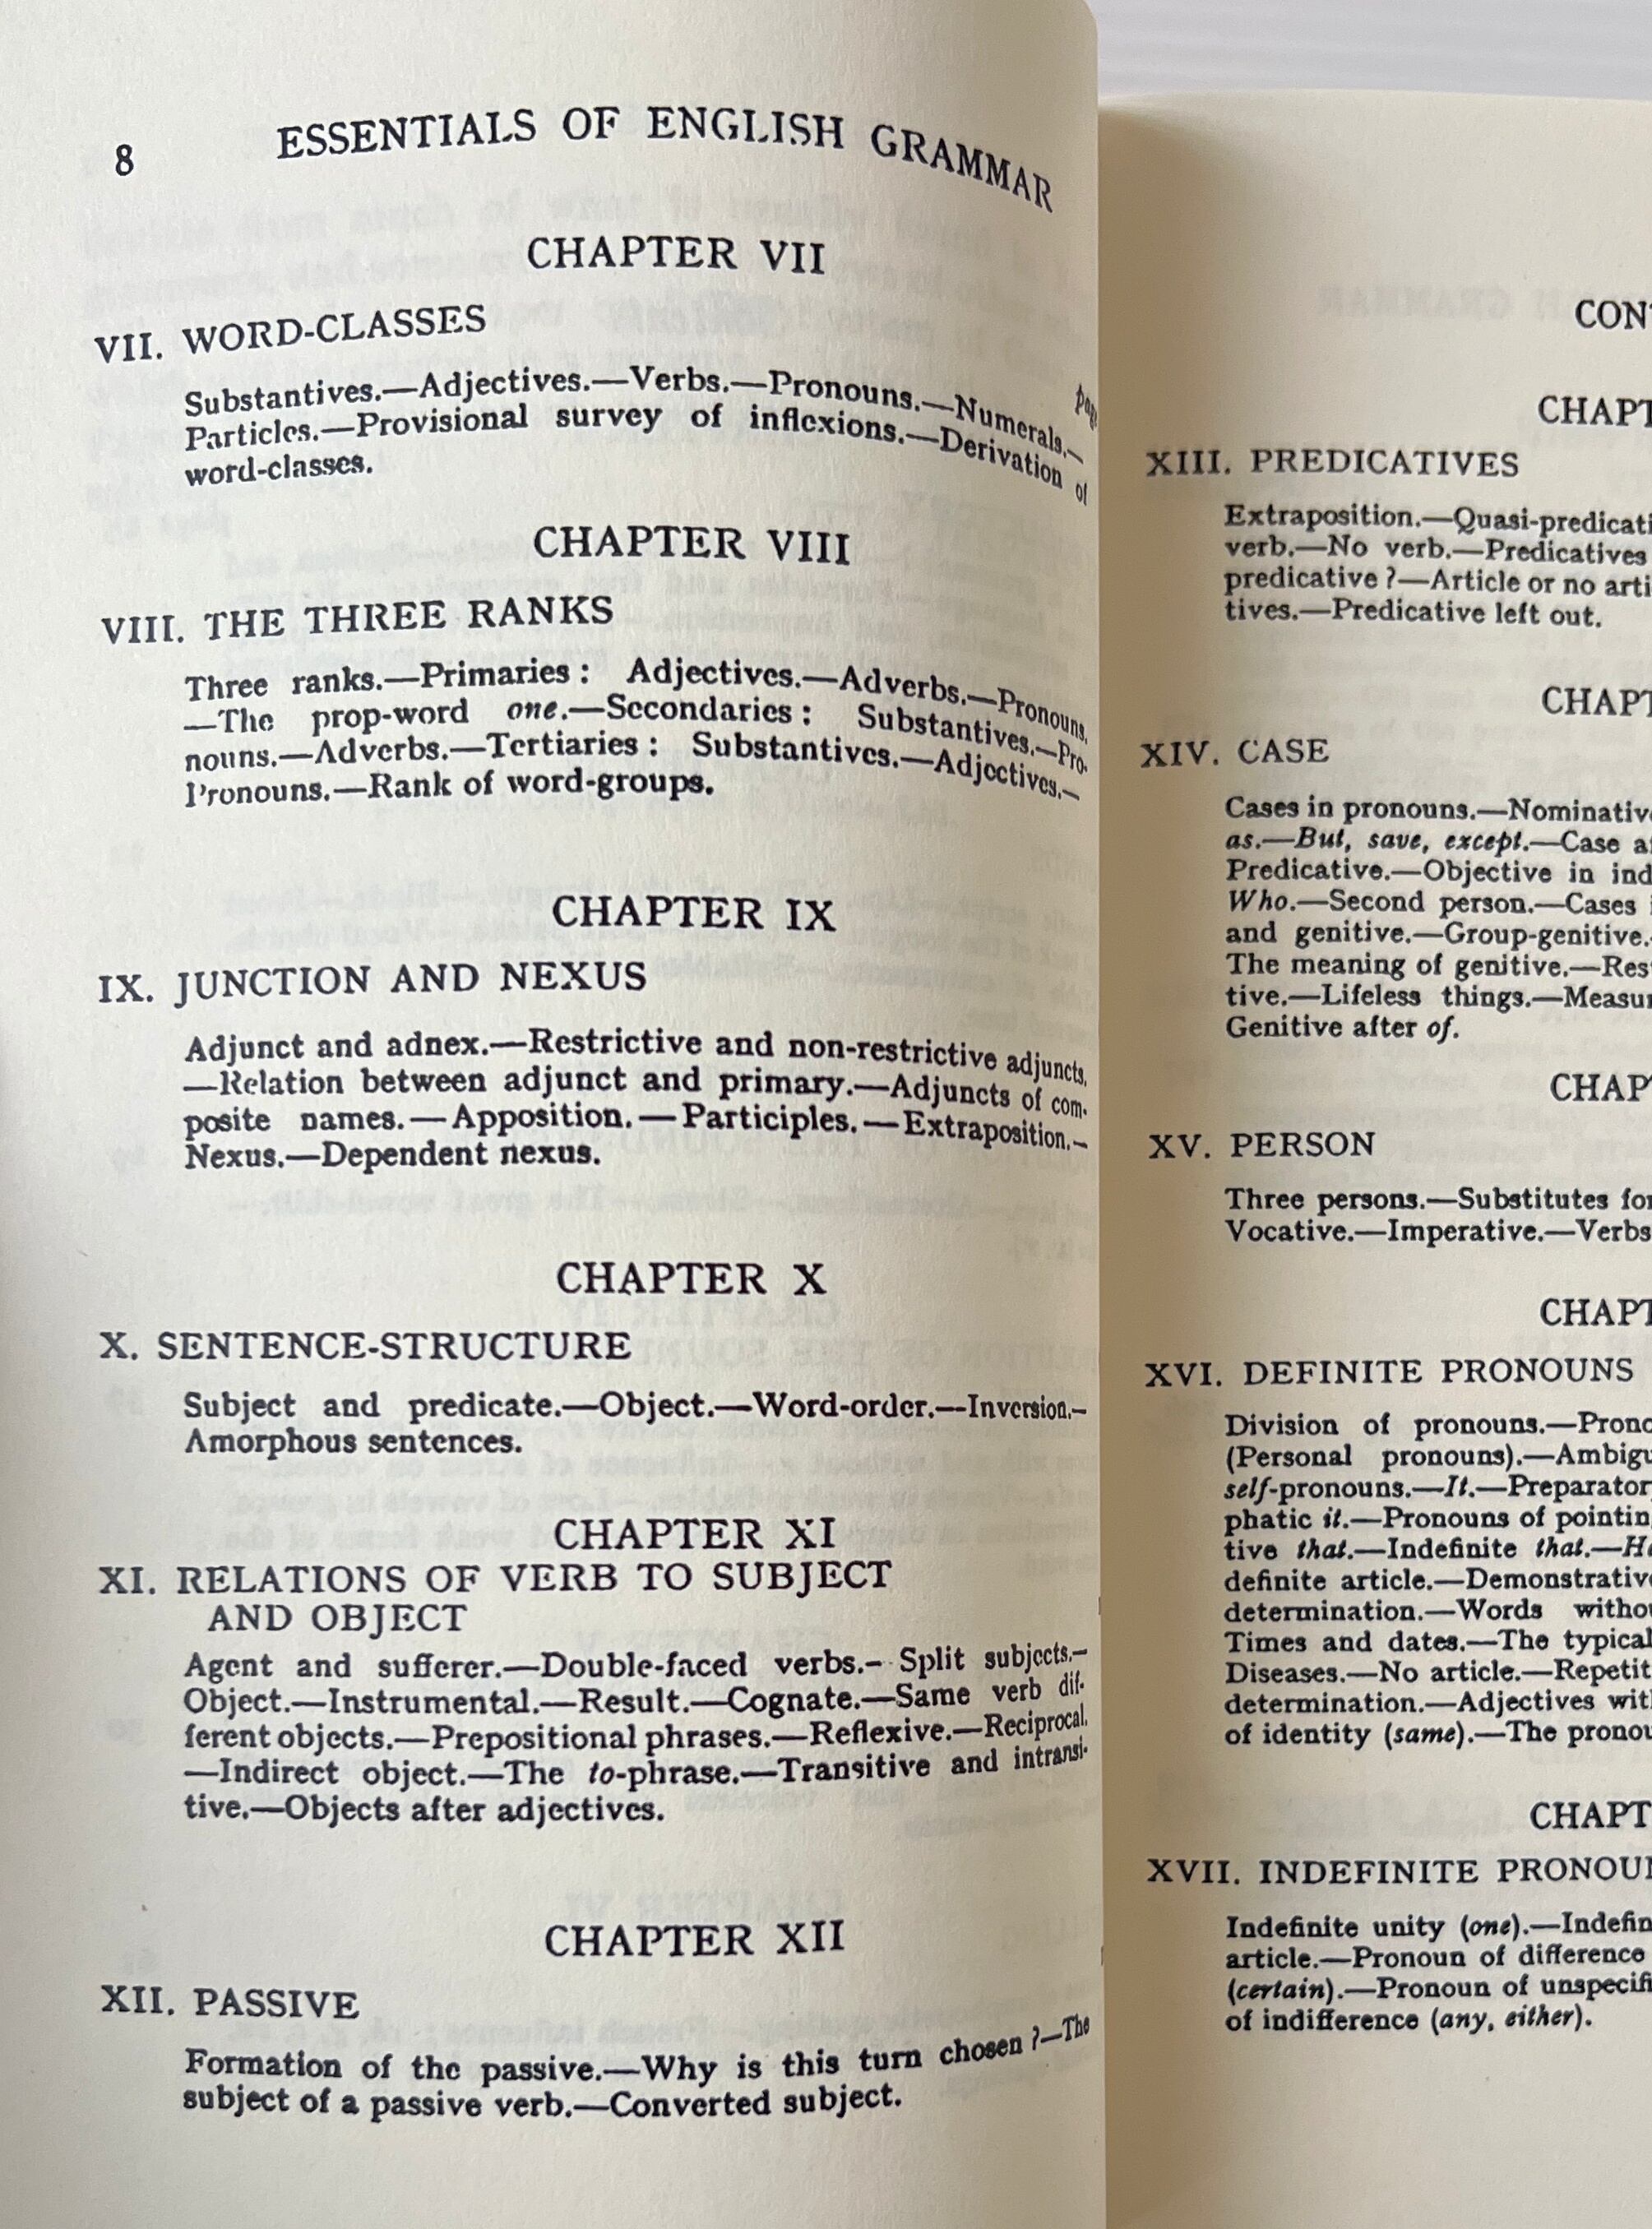 8 ESSENTIALS OF ENGLISH GRAMMAR
CHAPTER VII
page
VII. WORD-CLASSES
Substantives.—Adjectives.—Verbs.—Pronouns.—Numerals.—
Particles.—Provisional survey of inflexions.—Derivation of
word-classes.
CHAPTER VIII
VIII. THE THREE RANKS
Three ranks.—Primaries: Adjectives.—Adverbs.—Pronouns.
—The prop-word one.—Secondaries: Substantives.—Pro-
nouns.—Adverbs.—Tertiaries: Substantives.—Adjectives.—
Pronouns.—Rank of word-groups.
CHAPTER IX
IX. JUNCTION AND NEXUS
Adjunct and adnex.—Restrictive and non-restrictive adjuncts.
—Relation between adjunct and primary.—Adjuncts of com-
posite names.—Apposition.—Participles.—Extraposition.—
Nexus.—Dependent nexus.
CHAPTER X
X. SENTENCE-STRUCTURE
Subject and predicate.—Object.—Word-order.—Inversion.—
Amorphous sentences.
CHAPTER XI
XI. RELATIONS OF VERB TO SUBJECT
AND OBJECT
Agent and sufferer.—Double-faced verbs.—Split subjects.—
Object.—Instrumental.—Result.—Cognate.—Same verb dif-
ferent objects.—Prepositional phrases.—Reflexive.—Reciprocal.
—Indirect object.—The to-phrase.—Transitive and intransi-
tive.—Objects after adjectives.
CHAPTER XII
XII. PASSIVE
Formation of the passive.—Why is this turn chosen?—The
subject of a passive verb.—Converted subject.
CON
CHAPT
XIII. PREDICATIVES
Extraposition.—Quasi-predicati
verb.—No verb.—Predicatives
predicative?—Article or no arti
tives.—Predicative left out.
CHAPT
XIV. CASE
Cases in pronouns.—Nominativ
as.—But, save, except.—Case a
Predicative.—Objective in ind
Who.—Second person.—Cases
and genitive.—Group-genitive.
The meaning of genitive.—Res
tive.—Lifeless things.—Measu
Genitive after of.
CHAP
XV. PERSON
Three persons.—Substitutes for
Vocative.—Imperative.—Verbs
CHAPT
XVI. DEFINITE PRONOUNS
Division of pronouns.—Prono
(Personal pronouns).—Ambigu
self-pronouns.—It.—Preparator
phatic it.—Pronouns of pointin
tive that.—Indefinite that.—He
definite article.—Demonstrativ
determination.—Words withou
Times and dates.—The typical
Diseases.—No article.—Repetit
determination.—Adjectives wit
of identity (same).—The pronou
CHAPT
XVII. INDEFINITE PRONOU
Indefinite unity (one).—Indefin
article.—Pronoun of difference
(certain).—Pronoun of unspecifi
of indifference (any, either).